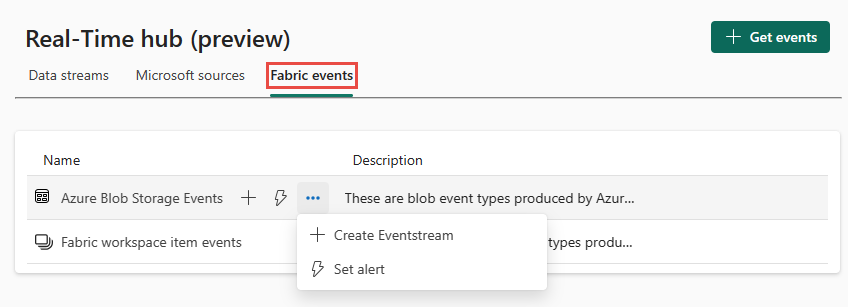 Real-Time hub (preview)
Get events
Data streams Microsoft sources Fabric events
Name Description
Azure Blob Storage Events These are blob event types produced by Azur...
Create Eventstream
Fabric workspace item events types produ...
Set alert